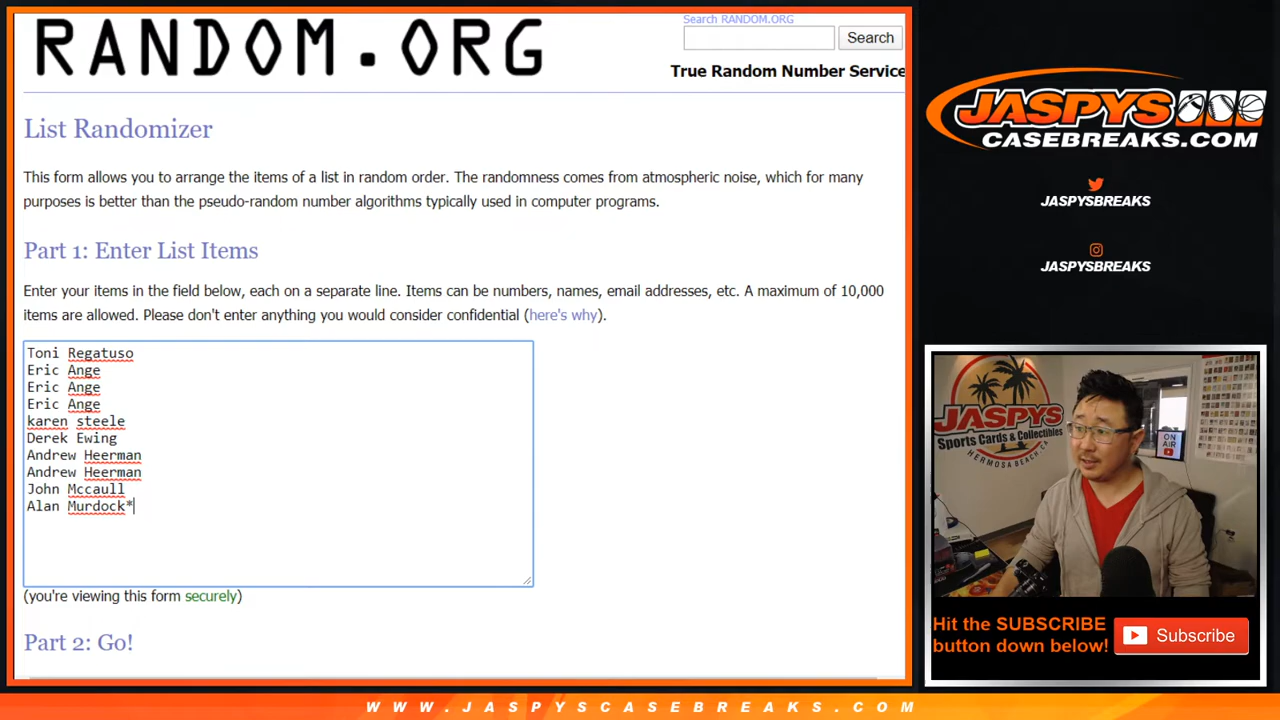 RANDOM.ORG
Search RANDOM.ORG
Search
True Random Number Service
List Randomizer
This form allows you to arrange the items of a list in random order. The randomness comes from atmospheric noise, which for many
purposes is better than the pseudo-random number algorithms typically used in computer programs.
Part 1: Enter List Items
Enter your items in the field below, each on a separate line. Items can be numbers, names, email addresses, etc. A maximum of 10,000
items are allowed. Please don't enter anything you would consider confidential (here's why).
Toni Regatuso
Eric Ange
Eric Ange
Eric Ange
karen steele
Derek Ewing
Andrew Heerman
Andrew Heerman
John Mccaull
Alan Murdock*
(you're viewing this form securely)
Part 2: Go!
JASPYS
CASEBREAKS.COM
JASPYSBREAKS
JASPYSBREAKS
JASPYS
Sports Cards & Collectibles
HERMOSA BEACH, CA
ON
AIR
Hit the SUBSCRIBE
button down below!
Subscribe
WWW.JASPYSCASEBREAKS.COM